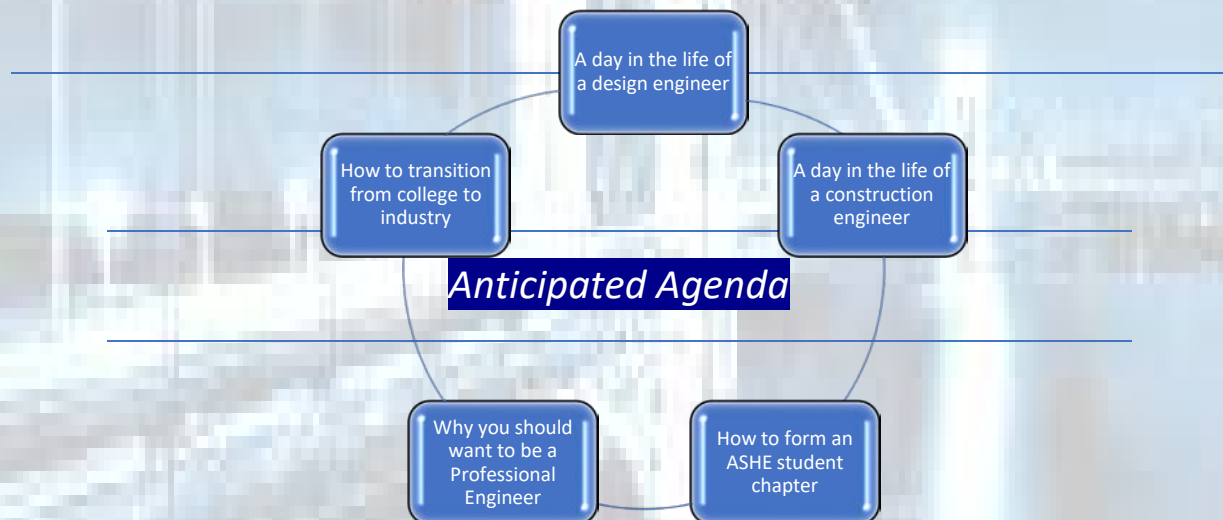 A day in the life of
a design engineer
How to transition
from college to
industry
A day in the life of
a construction
engineer
Anticipated Agenda
Why you should
want to be a
Professional
Engineer
How to form an
ASHE student
chapter